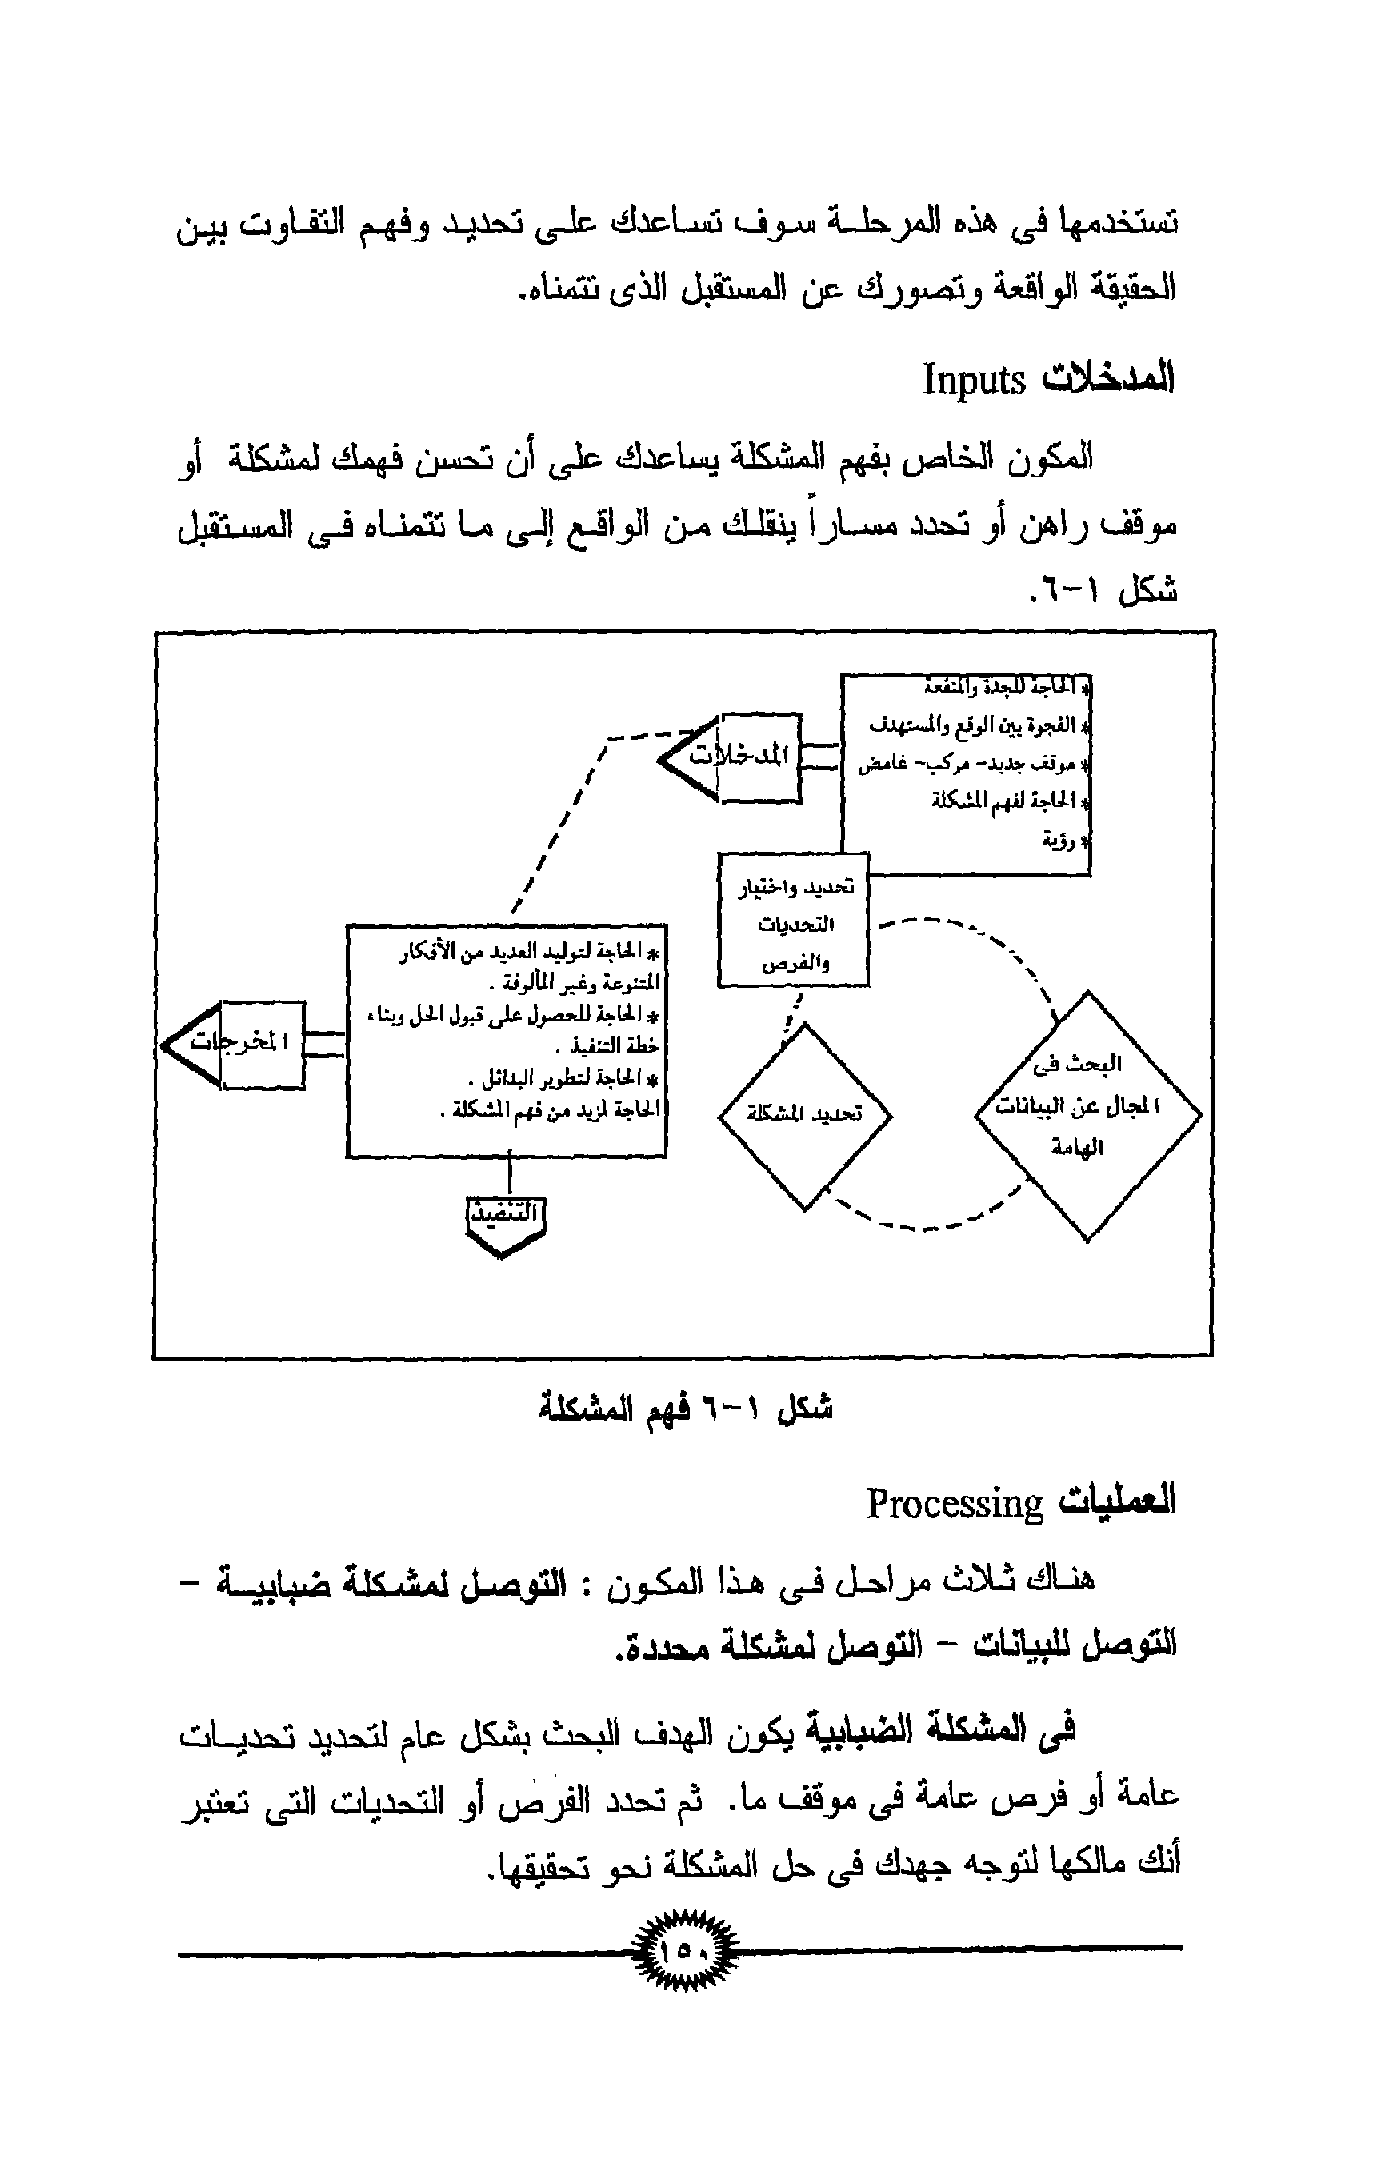 تستخدمها فى هذه المرحلة سوف تساعدك على تحديد وفهم التفاوت بين
الحقيقة الواقعة وتصورك عن المستقبل الذى تتمناه.
المدخلات Inputs
المكون الخاص بفهم المشكلة يساعدك على أن تحسن فهمك لمشكلة أو
موقف راهن أو تحدد مساراً ينقلك من الواقع إلى ما تتمناه فى المستقبل
شكل ١-٦.
* الحاجة للجدة والمنفعة
* الفجوة بين الوقع والمستهدف
* موقف جديد- مركب- غامض
* الحاجة لفهم المشكلة
* رؤية
المدخلات
تحديد واختيار
التحديات
والفرص
البحث فى
المجال عن البيانات
الهامة
تحديد المشكلة
* الحاجة لتوليد العديد من الأفكار
المتنوعة وغير المألوفة .
* الحاجة للحصول على قبول الحل وبناء
خطة التنفيذ .
* الحاجة لتطوير البدائل .
الحاجة لمزيد من فهم المشكلة .
المخرجات
التنفيذ
شكل ١-٦ فهم المشكلة
العمليات Processing
هناك ثلاث مراحل فى هذا المكون : التوصل لمشكلة ضبابية –
التوصل للبيانات – التوصل لمشكلة محددة.
فى المشكلة الضبابية يكون الهدف البحث بشكل عام لتحديد تحديات
عامة أو فرص عامة فى موقف ما. ثم تحدد الفرص أو التحديات التى تعتبر
أنك مالكها لتوجه جهدك فى حل المشكلة نحو تحقيقها.
١٥٠